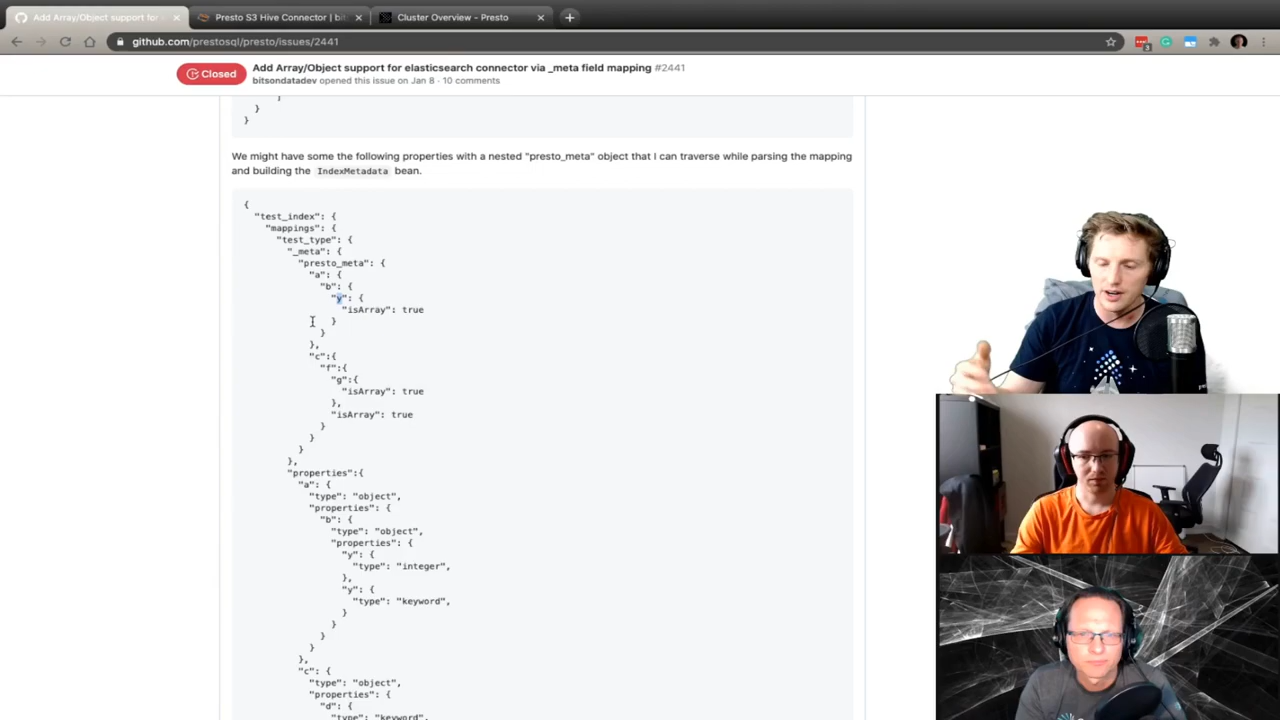 Add Array/Object support for
Presto S3 Hive Connector | bit
Cluster Overview - Presto
github.com/prestosql/presto/issues/2441
3
Closed
Add Array/Object support for elasticsearch connector via _meta field mapping #2441
bitsondatadev opened this issue on Jan 8 · 10 comments
]
}
}
We might have some the following properties with a nested "presto_meta" object that I can traverse while parsing the mapping
and building the IndexMetadata bean.
{
"test_index": {
"mappings": {
"test_type": {
"_meta": {
"presto_meta": {
"a": {
"b": {
"y": {
"isArray": true
}
}
},
"c":{
"f":{
"g":{
"isArray": true
},
"isArray": true
}
}
}
},
"properties":{
"a": {
"type": "object",
"properties": {
"b": {
"type": "object",
"properties": {
"y": {
"type": "integer",
},
"y": {
"type": "keyword",
}
}
}
},
"c": {
"type": "object",
"properties": {
"d": {
"type": "keyword",